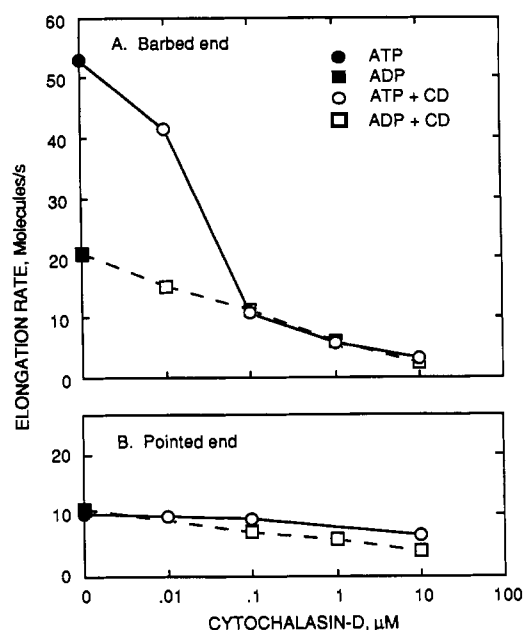 60
A. Barbed end
ATP
50
ADP
ATP + CD
40
ADP + CD
30
20
10
0
ELONGATION RATE, Molecules/s
B. Pointed end
20
10
0
0 .01 .1 1 10 100
CYTOCHALASIN-D, μM